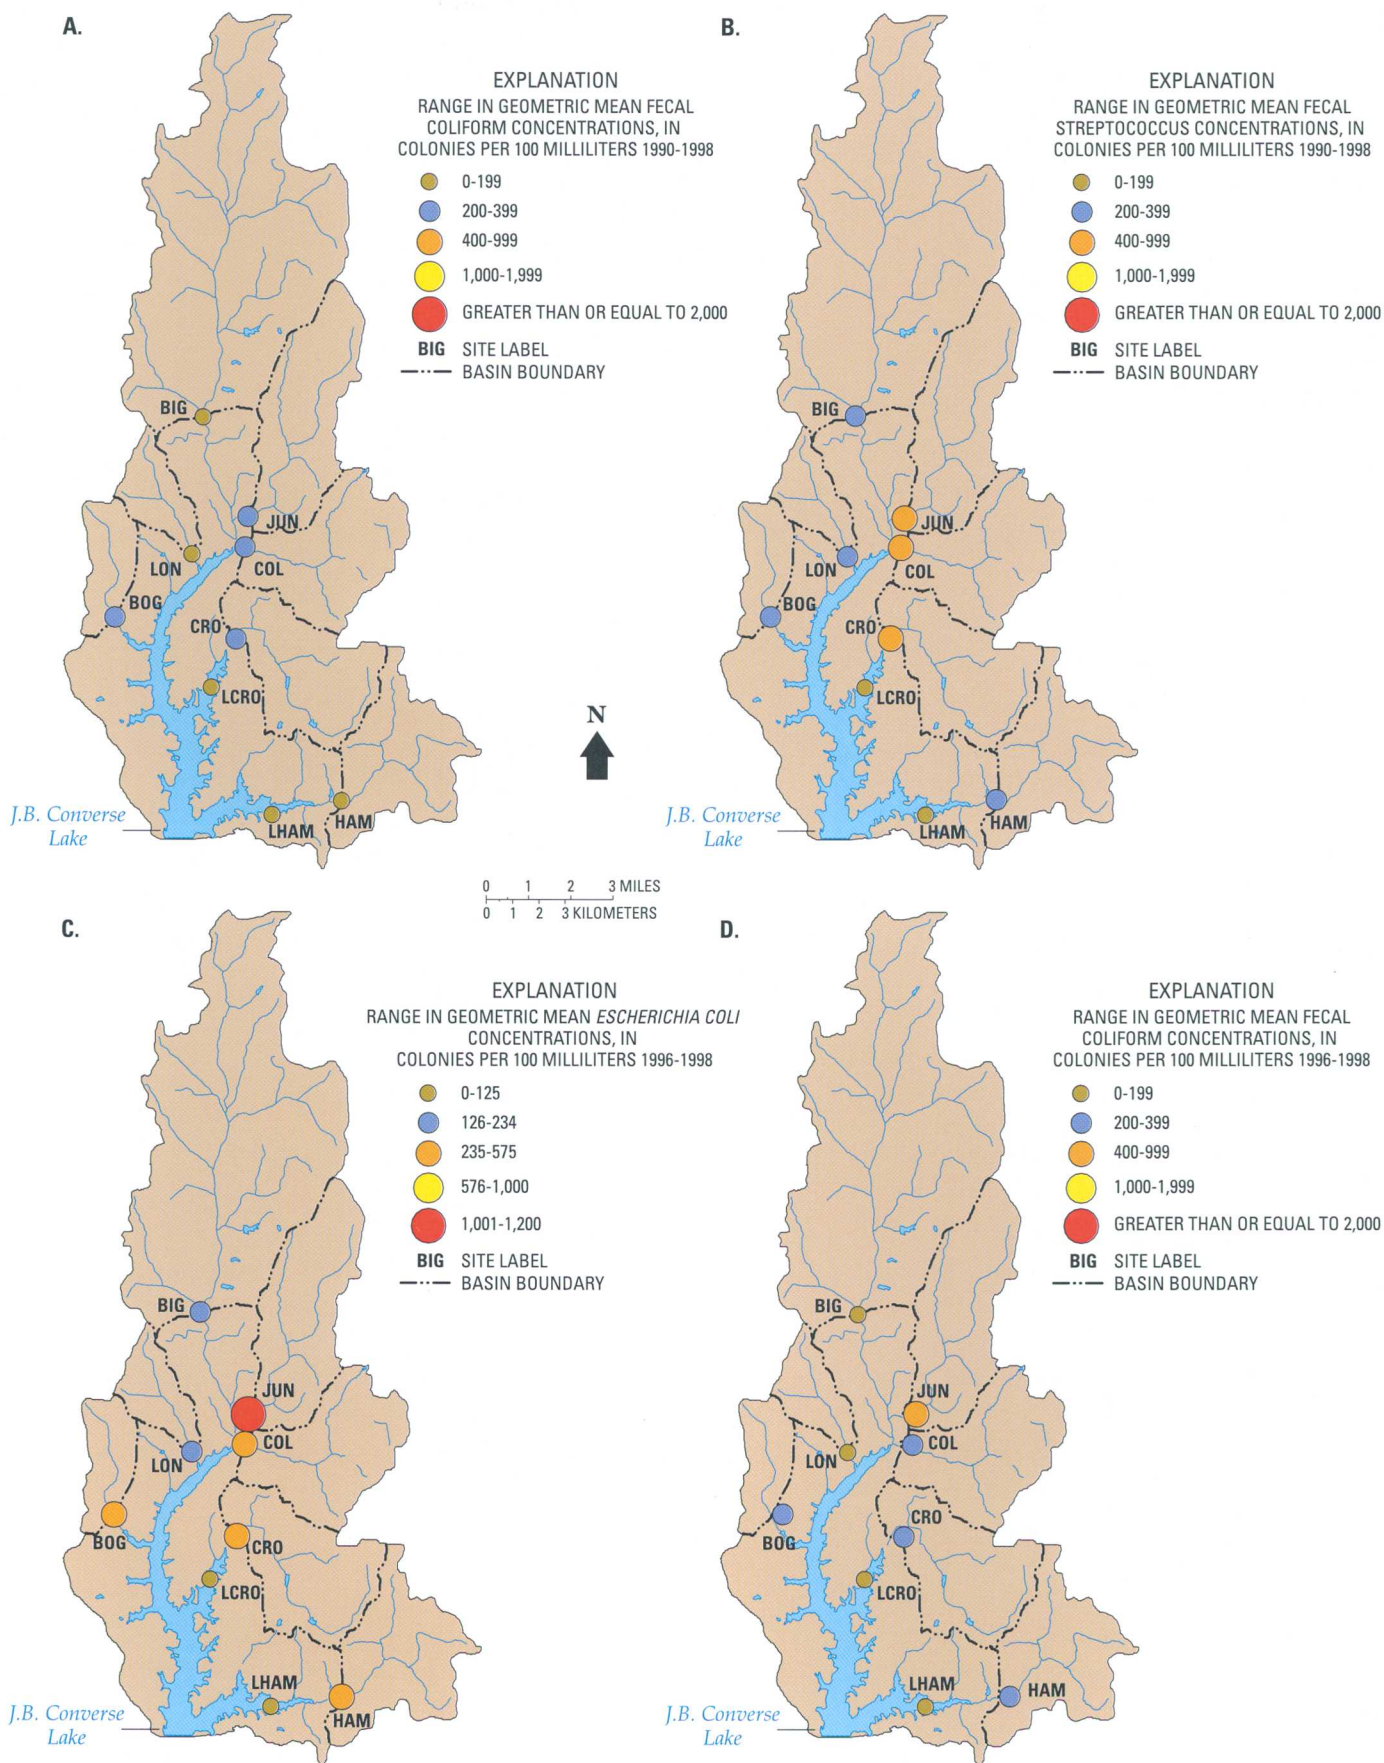 A.
EXPLANATION
RANGE IN GEOMETRIC MEAN FECAL
COLIFORM CONCENTRATIONS, IN
COLONIES PER 100 MILLILITERS 1990-1998
0-199
200-399
400-999
1,000-1,999
GREATER THAN OR EQUAL TO 2,000
BIG SITE LABEL
BASIN BOUNDARY
BIG
JUN
LON
COL
BOG
CRO
LCRO
J.B. Converse
Lake
LHAM
HAM
B.
EXPLANATION
RANGE IN GEOMETRIC MEAN FECAL
STREPTOCOCCUS CONCENTRATIONS, IN
COLONIES PER 100 MILLILITERS 1990-1998
0-199
200-399
400-999
1,000-1,999
GREATER THAN OR EQUAL TO 2,000
BIG SITE LABEL
BASIN BOUNDARY
BIG
JUN
LON
COL
BOG
CRO
LCRO
J.B. Converse
Lake
LHAM
HAM
N
0 1 2 3 MILES
0 1 2 3 KILOMETERS
C.
EXPLANATION
RANGE IN GEOMETRIC MEAN ESCHERICHIA COLI
CONCENTRATIONS, IN
COLONIES PER 100 MILLILITERS 1996-1998
0-125
126-234
235-575
576-1,000
1,001-1,200
BIG SITE LABEL
BASIN BOUNDARY
BIG
JUN
COL
LON
BOG
CRO
LCRO
LHAM
J.B. Converse
Lake
HAM
D.
EXPLANATION
RANGE IN GEOMETRIC MEAN FECAL
COLIFORM CONCENTRATIONS, IN
COLONIES PER 100 MILLILITERS 1996-1998
0-199
200-399
400-999
1,000-1,999
GREATER THAN OR EQUAL TO 2,000
BIG SITE LABEL
BASIN BOUNDARY
BIG
JUN
COL
LON
CRO
BOG
LCRO
LHAM
HAM
J.B. Converse
Lake